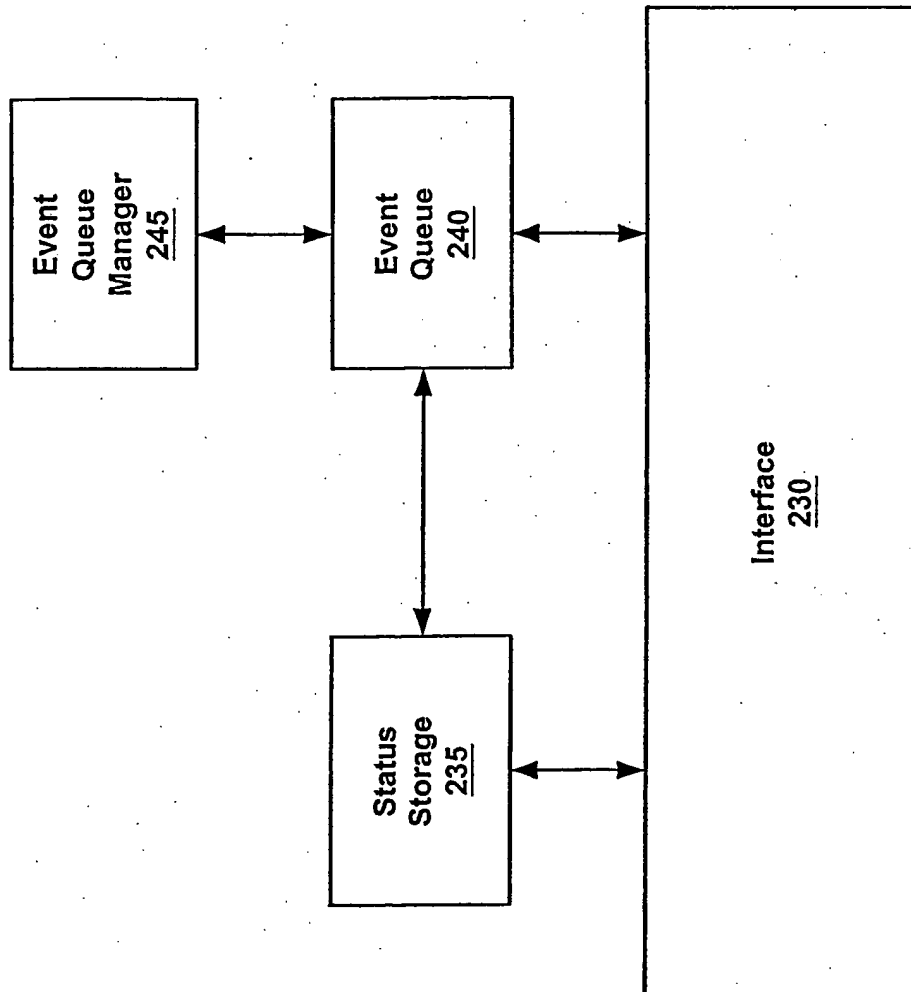 Event
Queue
Manager
245
Event
Queue
240
Status
Storage
235
Interface
230